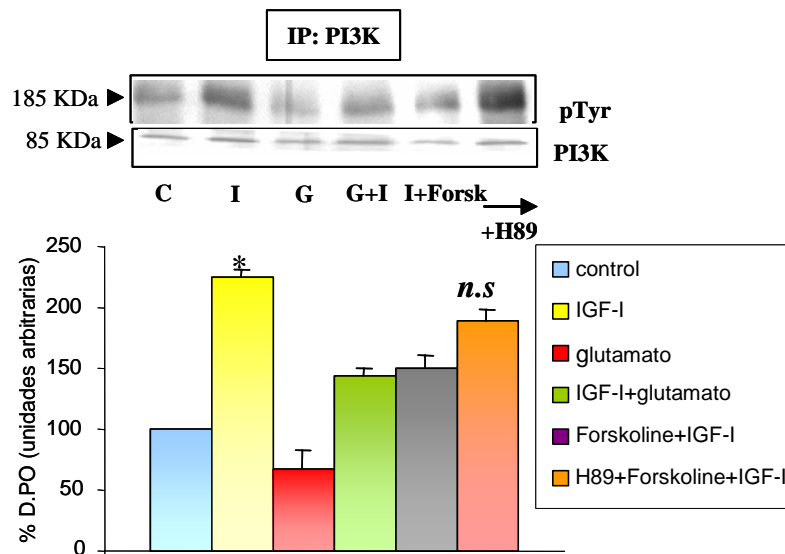 IP: PI3K
185 KDa
pTyr
85 KDa
PI3K
C I G G+I I+Forsk
+H89
% D.PO (unidades arbitrarias)
250
200
150
100
50
0
*
n.s
control
IGF-I
glutamato
IGF-I+glutamato
Forskoline+IGF-I
H89+Forskoline+IGF-I